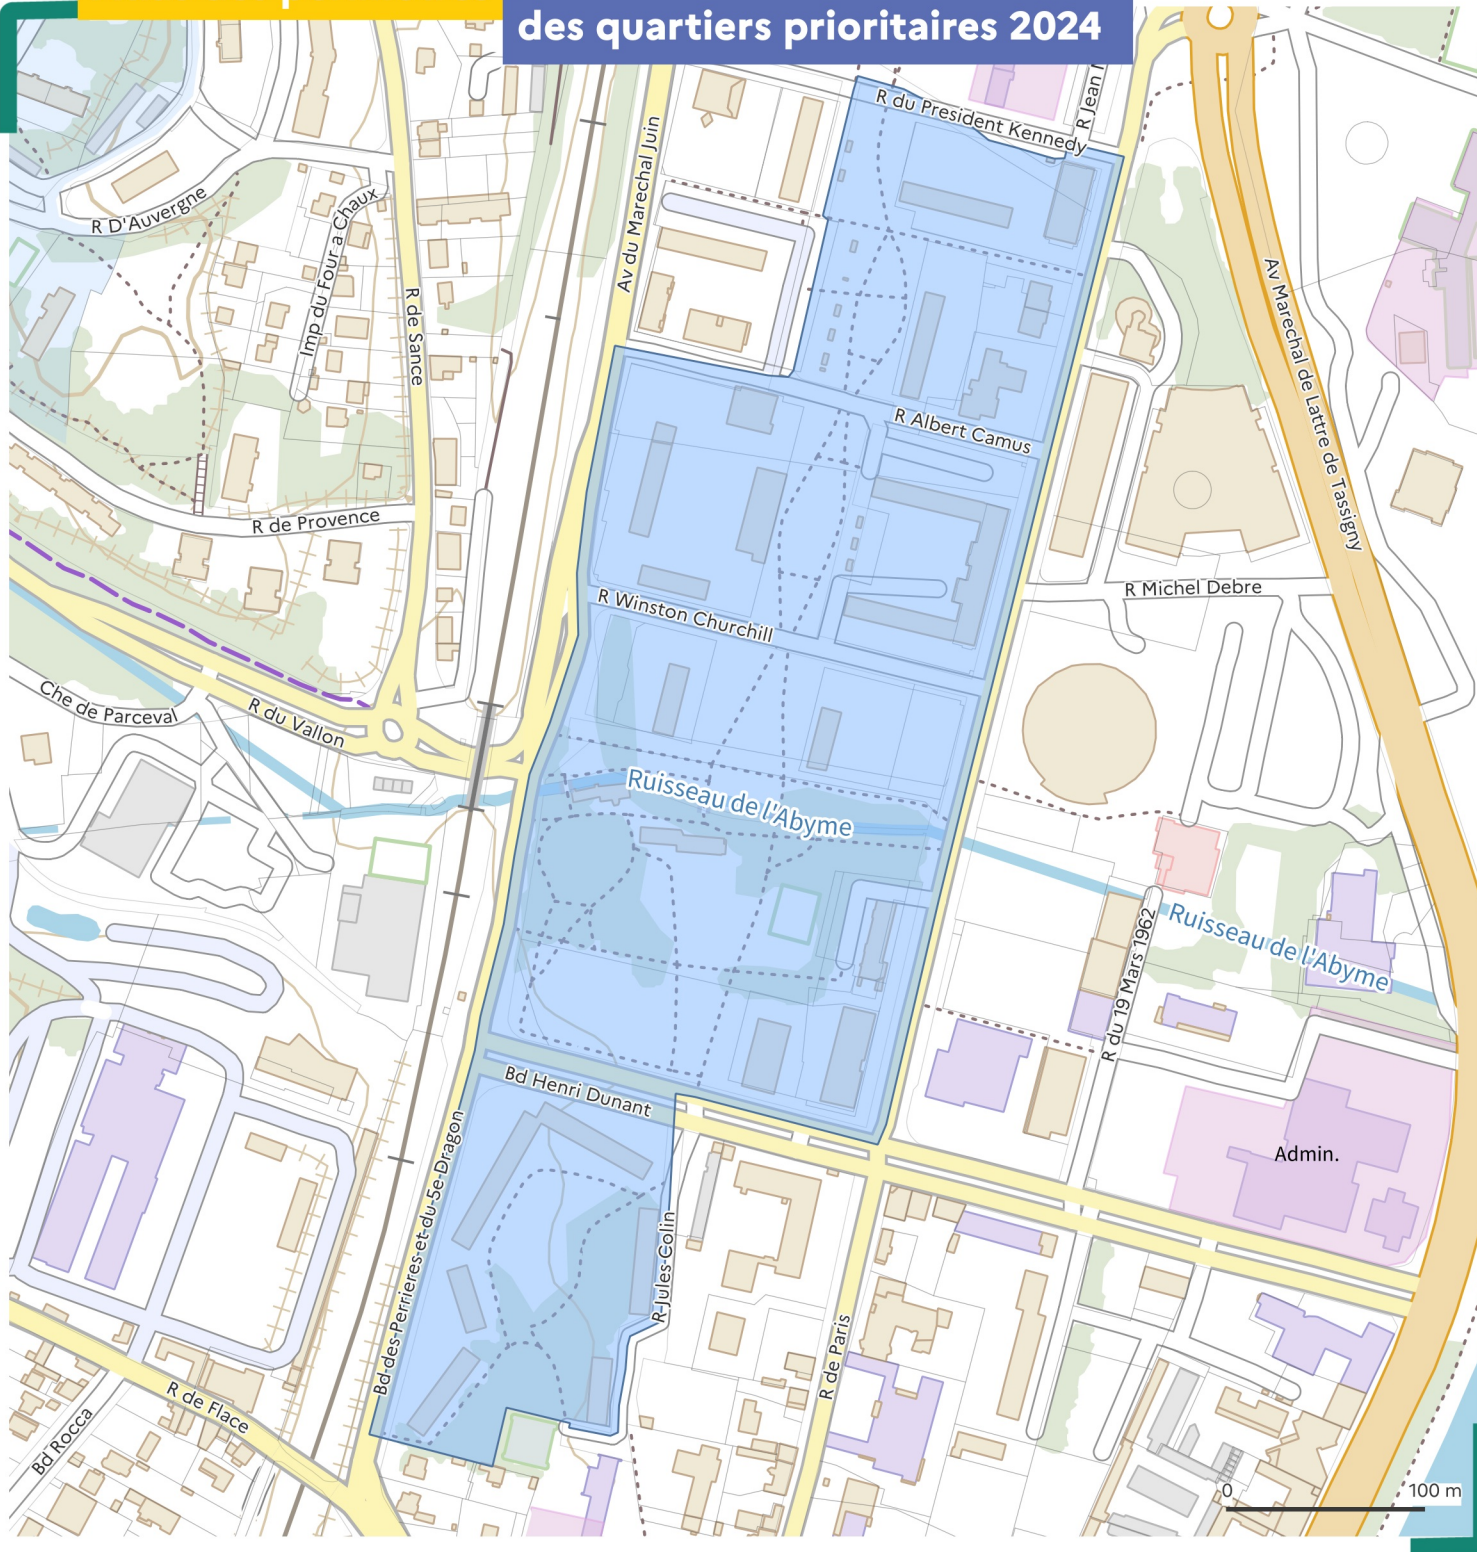 des quartiers prioritaires 2024
R du President Kennedy
R Jean
Av du Marechal Juin
R D'Auvergne
Imp du Four a Chaux
R de Sance
Av Marechal de Lattre de Tassigny
R Albert Camus
R de Provence
R Michel Debre
R Winston Churchill
Che de Parceval
R du Vallon
Ruisseau de l'Abyme
Ruisseau de l'Abyme
R du 19 Mars 1962
Bd Henri Dunant
Admin.
Bd des Perrieres et du 5e Dragon
R Jules Colin
R de Paris
R de Flace
Bd Rocca
0 100 m